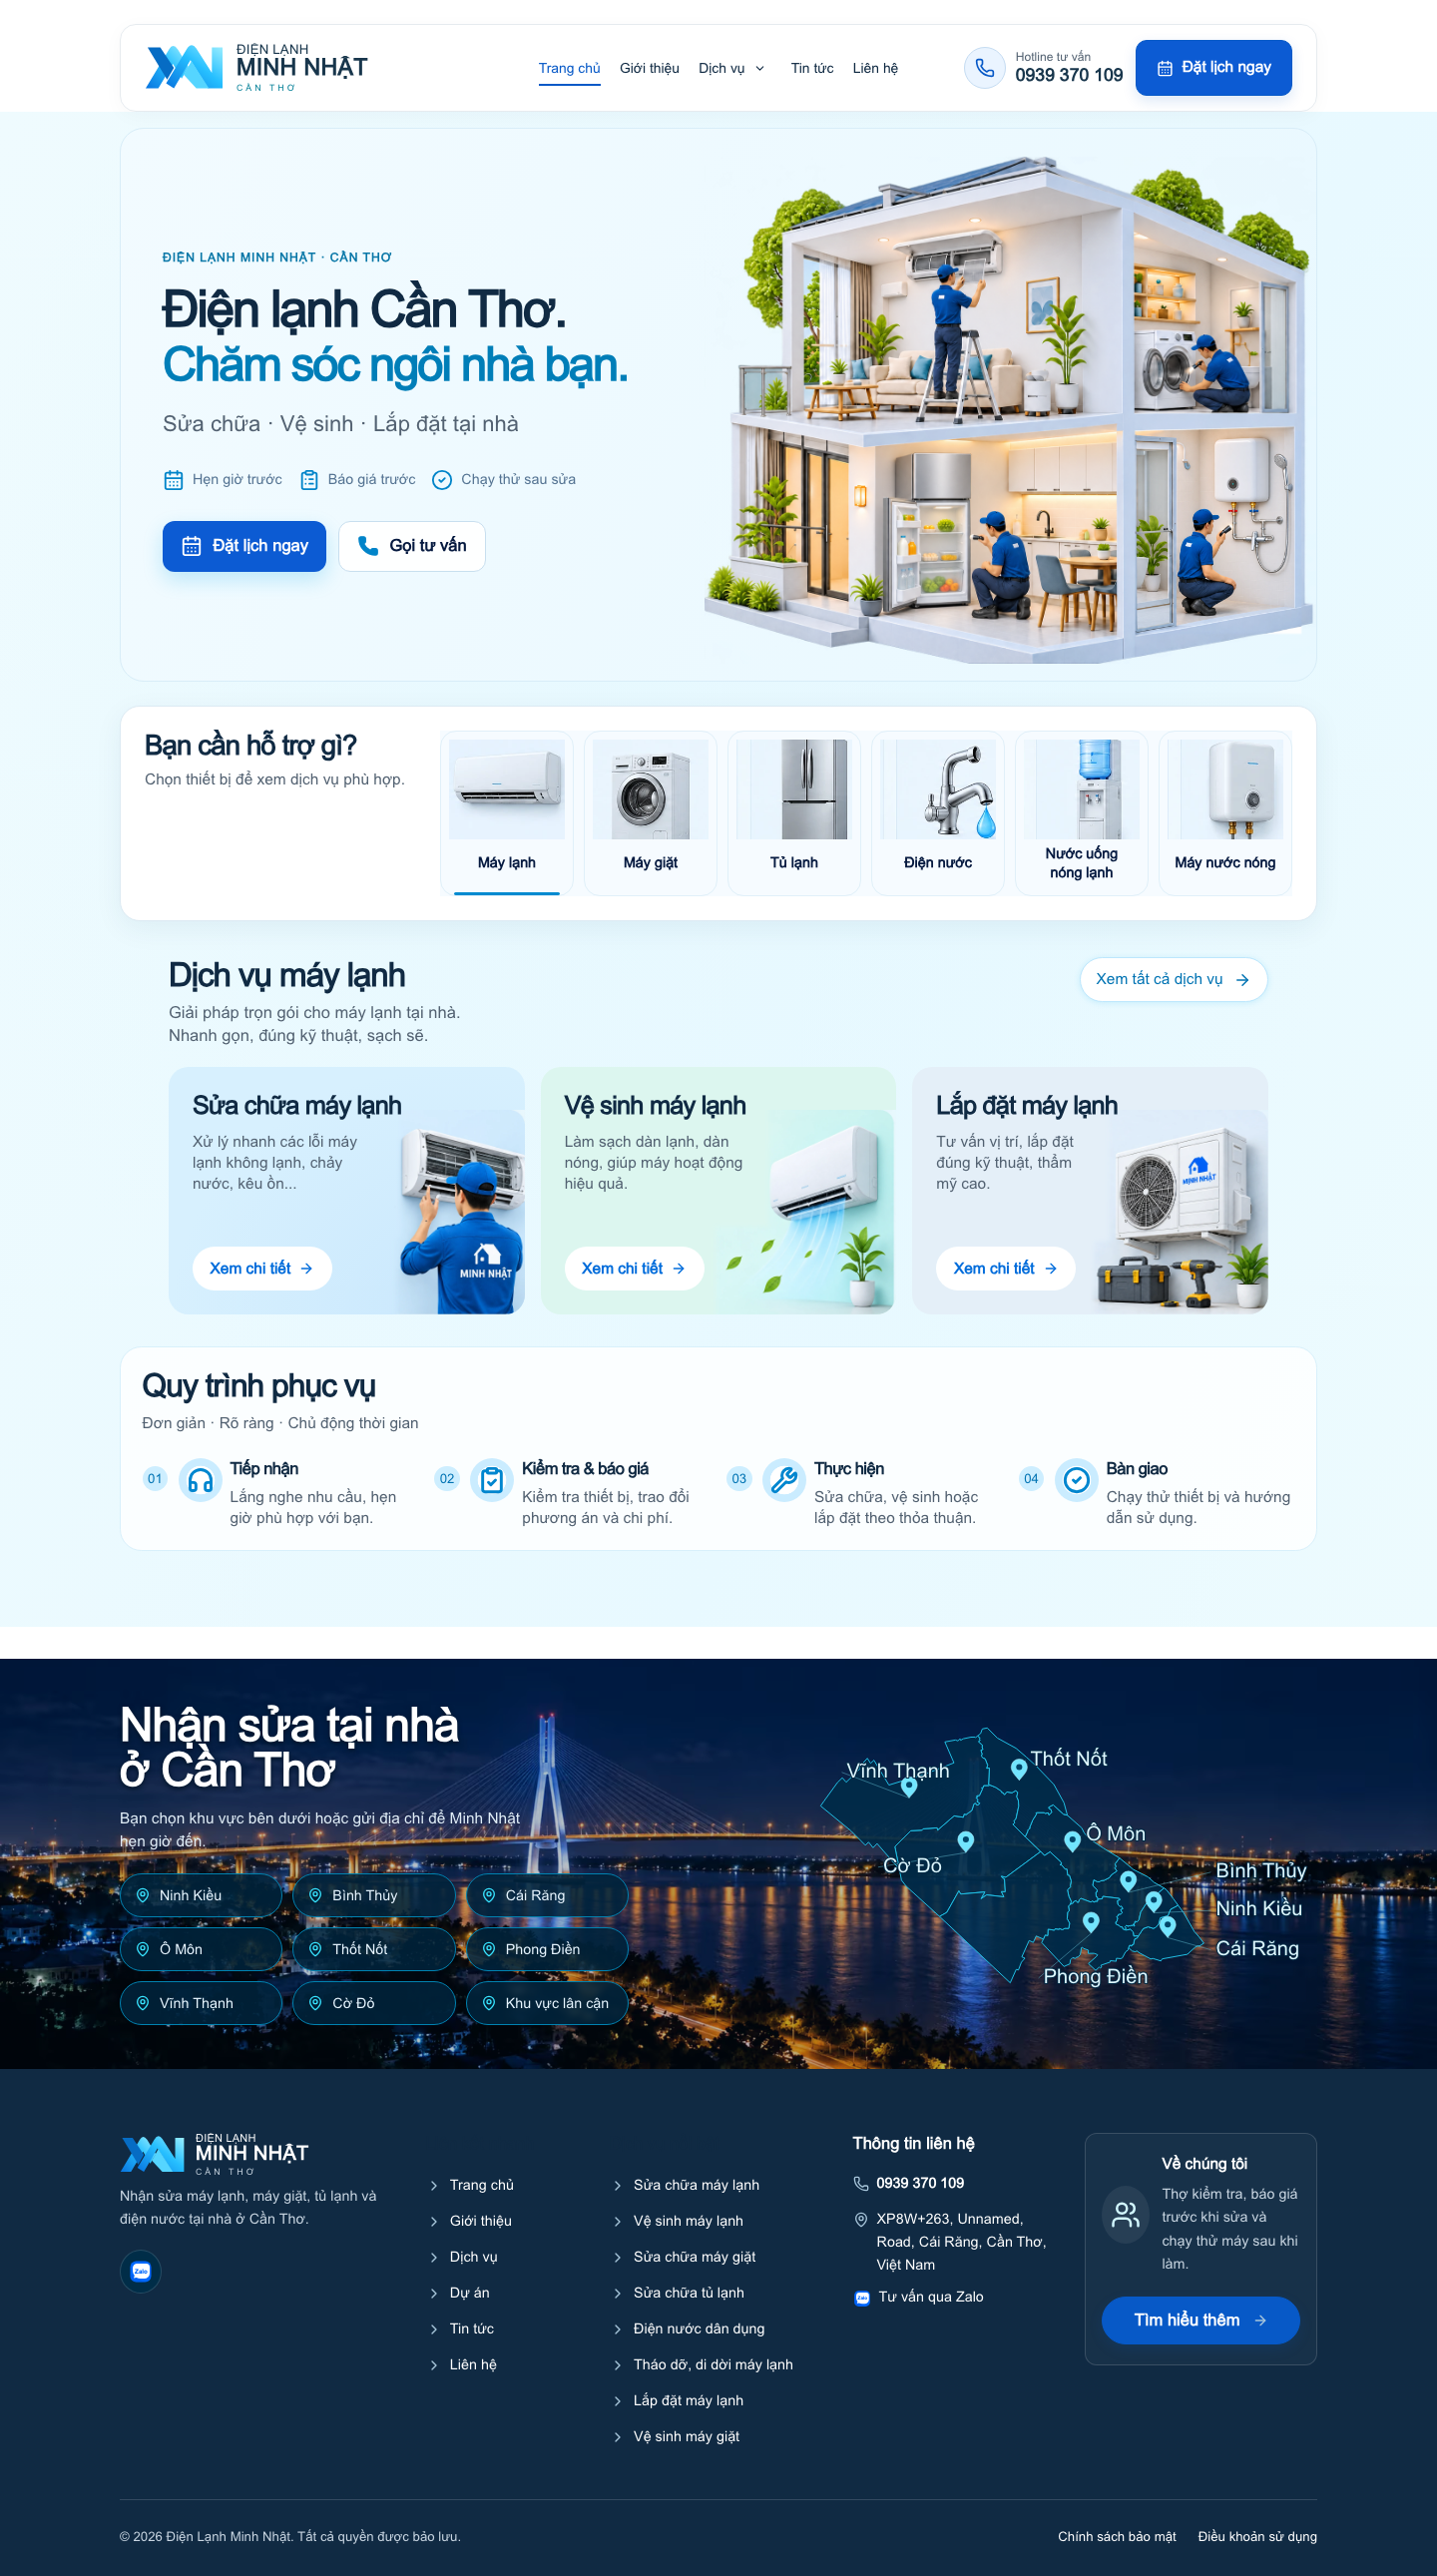 ĐIỆN LẠNH
MINH NHẬT
CẦN THƠ
Trang chủ
Giới thiệu
Dịch vụ
Tin tức
Liên hệ
Hotline tư vấn
0939 370 109
Đặt lịch ngay
ĐIỆN LẠNH MINH NHẬT · CẦN THƠ
Điện lạnh Cần Thơ.
Chăm sóc ngôi nhà bạn.
Sửa chữa · Vệ sinh · Lắp đặt tại nhà
Hẹn giờ trước
Báo giá trước
Chạy thử sau sửa
Đặt lịch ngay
Gọi tư vấn
Bạn cần hỗ trợ gì?
Chọn thiết bị để xem dịch vụ phù hợp.
Máy lạnh
Máy giặt
Tủ lạnh
Điện nước
Nước uống
nóng lạnh
Máy nước nóng
Dịch vụ máy lạnh
Giải pháp trọn gói cho máy lạnh tại nhà.
Nhanh gọn, đúng kỹ thuật, sạch sẽ.
Xem tất cả dịch vụ
Sửa chữa máy lạnh
Xử lý nhanh các lỗi máy
lạnh không lạnh, chảy
nước, kêu ồn...
Xem chi tiết
MINH NHẬT
Vệ sinh máy lạnh
Làm sạch dàn lạnh, dàn
nóng, giúp máy hoạt động
hiệu quả.
Xem chi tiết
Lắp đặt máy lạnh
Tư vấn vị trí, lắp đặt
đúng kỹ thuật, thẩm
mỹ cao.
Xem chi tiết
MINH NHẬT
Quy trình phục vụ
Đơn giản · Rõ ràng · Chủ động thời gian
01
Tiếp nhận
Lắng nghe nhu cầu, hẹn
giờ phù hợp với bạn.
02
Kiểm tra & báo giá
Kiểm tra thiết bị, trao đổi
phương án và chi phí.
03
Thực hiện
Sửa chữa, vệ sinh hoặc
lắp đặt theo thỏa thuận.
04
Bàn giao
Chạy thử thiết bị và hướng
dẫn sử dụng.
Nhận sửa tại nhà
ở Cần Thơ
Bạn chọn khu vực bên dưới hoặc gửi địa chỉ để Minh Nhật
hẹn giờ đến.
Ninh Kiều
Bình Thủy
Cái Răng
Ô Môn
Thốt Nốt
Phong Điền
Vĩnh Thạnh
Cờ Đỏ
Khu vực lân cận
Vĩnh Thạnh
Thốt Nốt
Ô Môn
Cờ Đỏ
Bình Thủy
Ninh Kiều
Cái Răng
Phong Điền
ĐIỆN LẠNH
MINH NHẬT
CẦN THƠ
Nhận sửa máy lạnh, máy giặt, tủ lạnh và
điện nước tại nhà ở Cần Thơ.
Zalo
Trang chủ
Giới thiệu
Dịch vụ
Dự án
Tin tức
Liên hệ
Sửa chữa máy lạnh
Vệ sinh máy lạnh
Sửa chữa máy giặt
Sửa chữa tủ lạnh
Điện nước dân dụng
Tháo dỡ, di dời máy lạnh
Lắp đặt máy lạnh
Vệ sinh máy giặt
Thông tin liên hệ
0939 370 109
XP8W+263, Unnamed,
Road, Cái Răng, Cần Thơ,
Việt Nam
Zalo
Tư vấn qua Zalo
Về chúng tôi
Thợ kiểm tra, báo giá
trước khi sửa và
chạy thử máy sau khi
làm.
Tìm hiểu thêm
© 2026 Điện Lạnh Minh Nhật. Tất cả quyền được bảo lưu.
Chính sách bảo mật
Điều khoản sử dụng